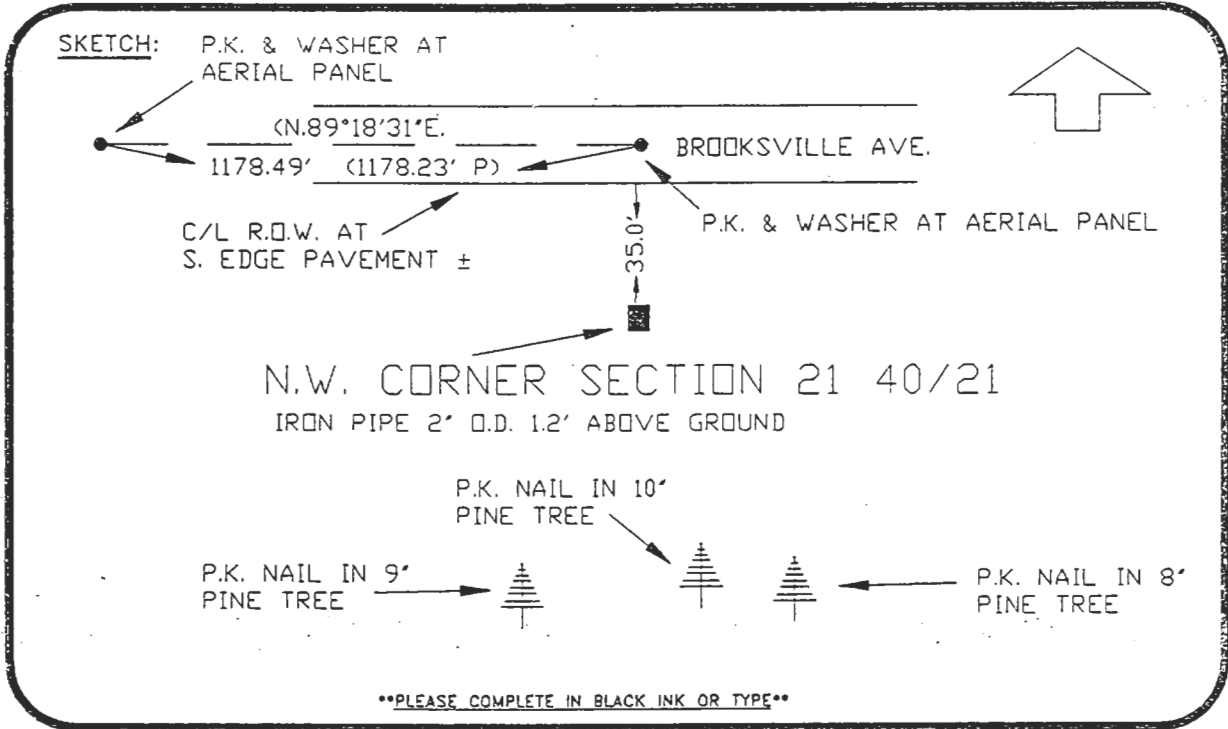 SKETCH: P.K. & WASHER AT
AERIAL PANEL
(N.89°18'31"E.
BROOKSVILLE AVE.
1178.49' (1178.23' P)
C/L R.O.W. AT
S. EDGE PAVEMENT ±
P.K. & WASHER AT AERIAL PANEL
35.0'
N.W. CORNER SECTION 21 40/21
IRON PIPE 2" O.D. 1.2' ABOVE GROUND
P.K. NAIL IN 10"
PINE TREE
P.K. NAIL IN 9"
PINE TREE
P.K. NAIL IN 8"
PINE TREE
**PLEASE COMPLETE IN BLACK INK OR TYPE**